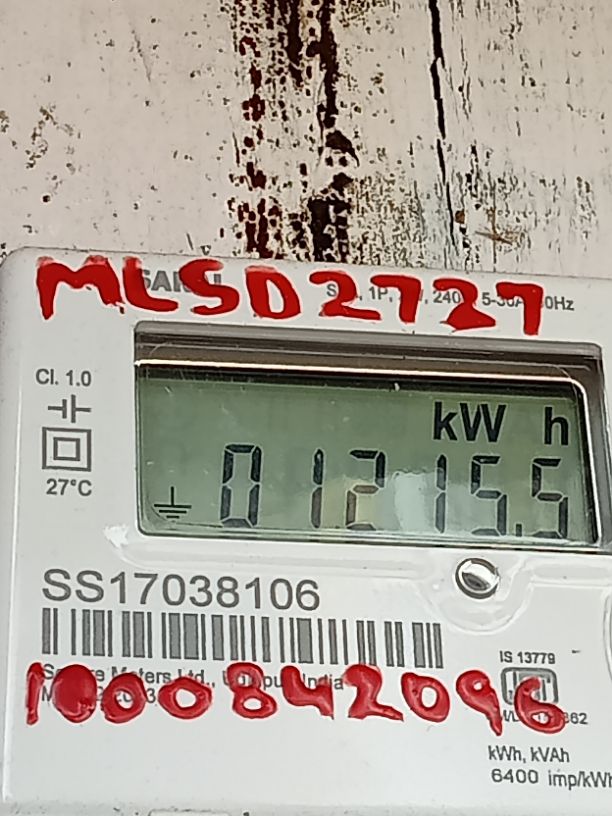 MLSD2727
Cl. 1.0
27°C
kW h
01215.5
SS17038106
IS 13779
1000842096
kWh, kVAh
6400 imp/kWh